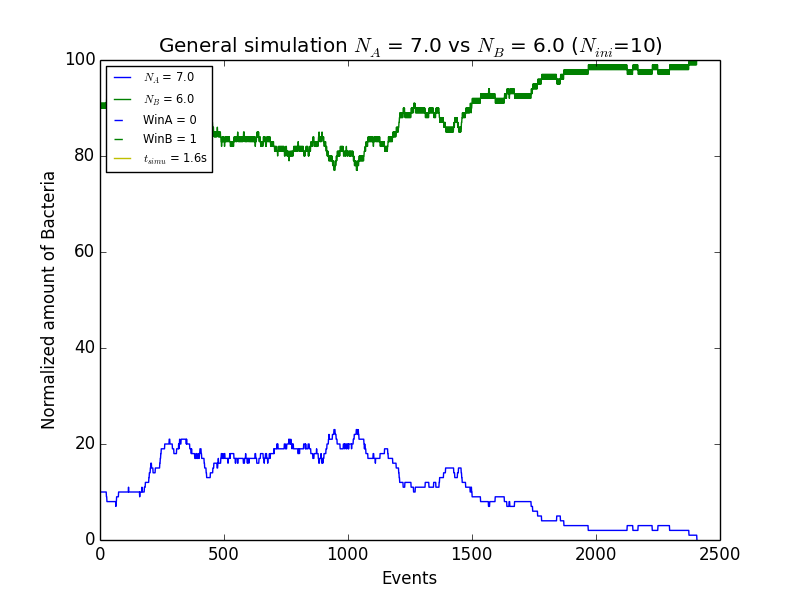 General simulation N_A = 7.0 vs N_B = 6.0 (N_ini=10)
100
80
60
40
20
0
N_A = 7.0
N_B = 6.0
WinA = 0
WinB = 1
t_simu = 1.6s
Normalized amount of Bacteria
0 500 1000 1500 2000 2500
Events